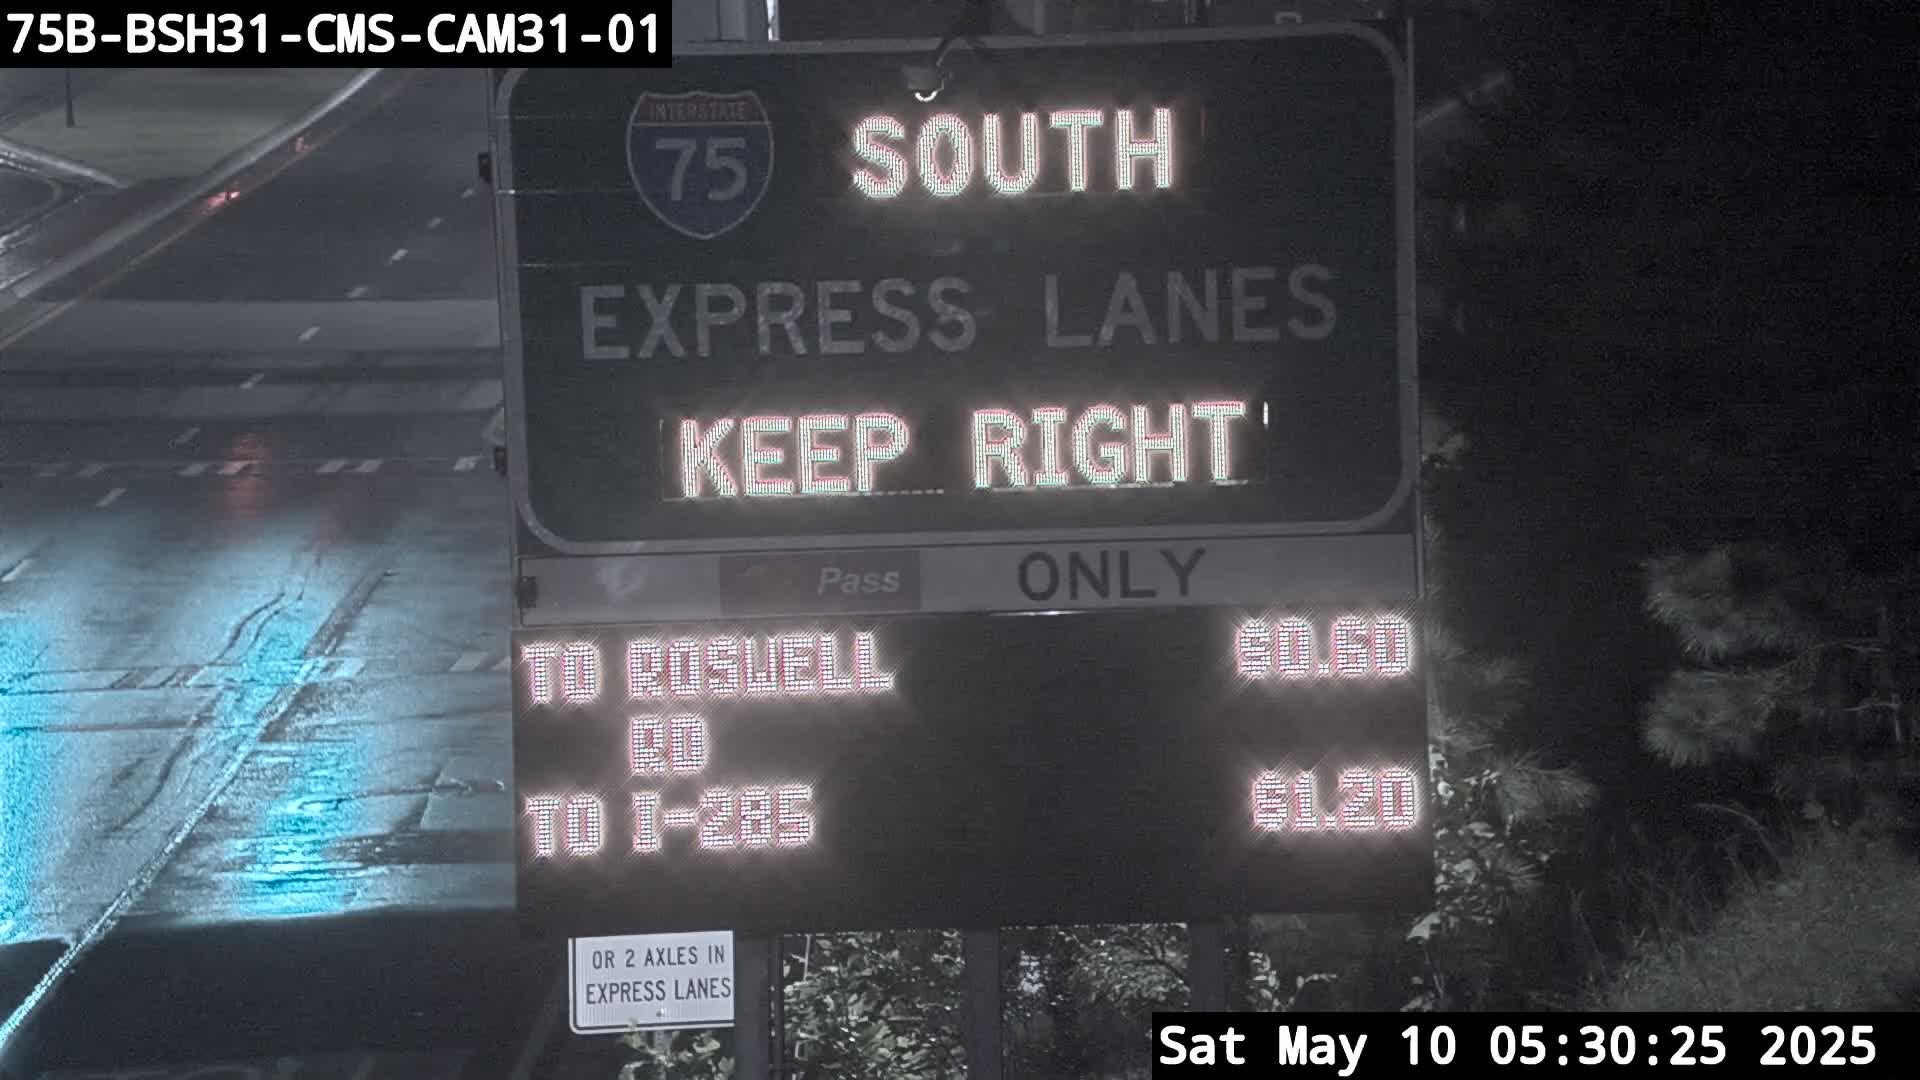 75B-BSH31-CMS-CAM31-01
INTERSTATE
75
SOUTH
EXPRESS LANES
KEEP RIGHT
Pass ONLY
TO ROSWELL $0.60
RD
TO I-285 $1.20
OR 2 AXLES IN
EXPRESS LANES
Sat May 10 05:30:25 2025